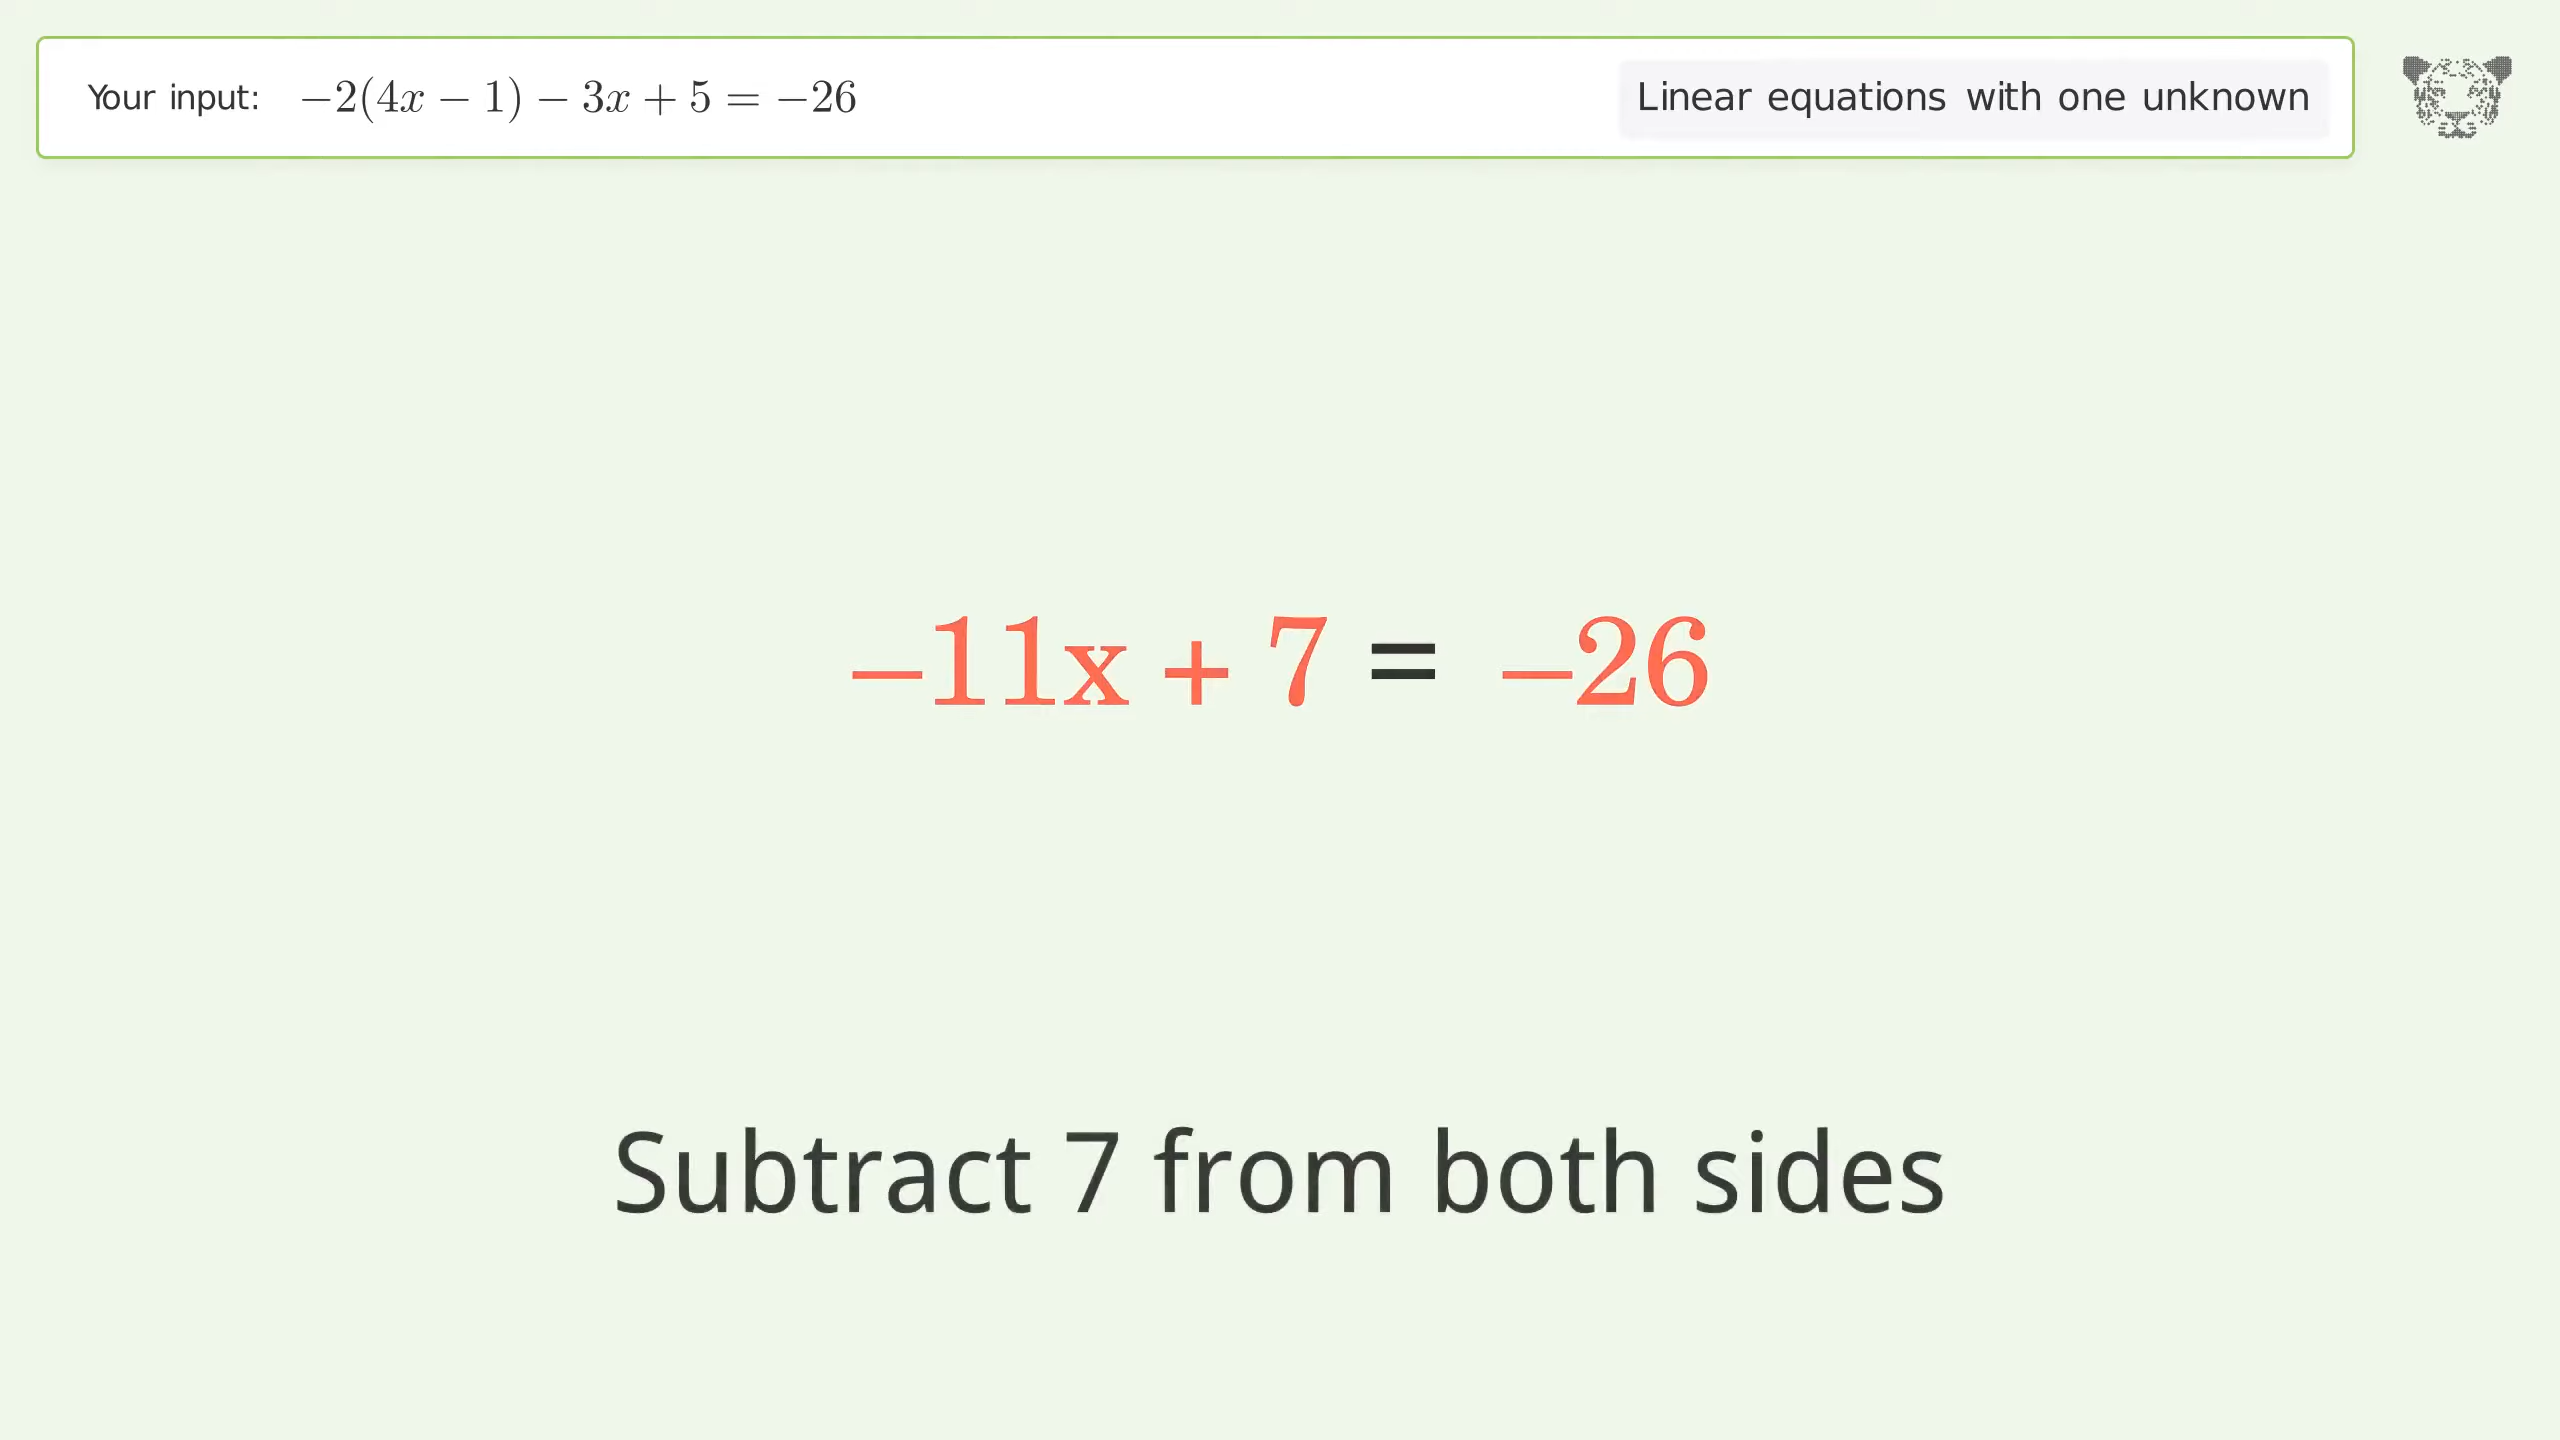 Your input: −2(4x − 1) − 3x + 5 = −26
Linear equations with one unknown
−11x + 7 = −26
Subtract 7 from both sides